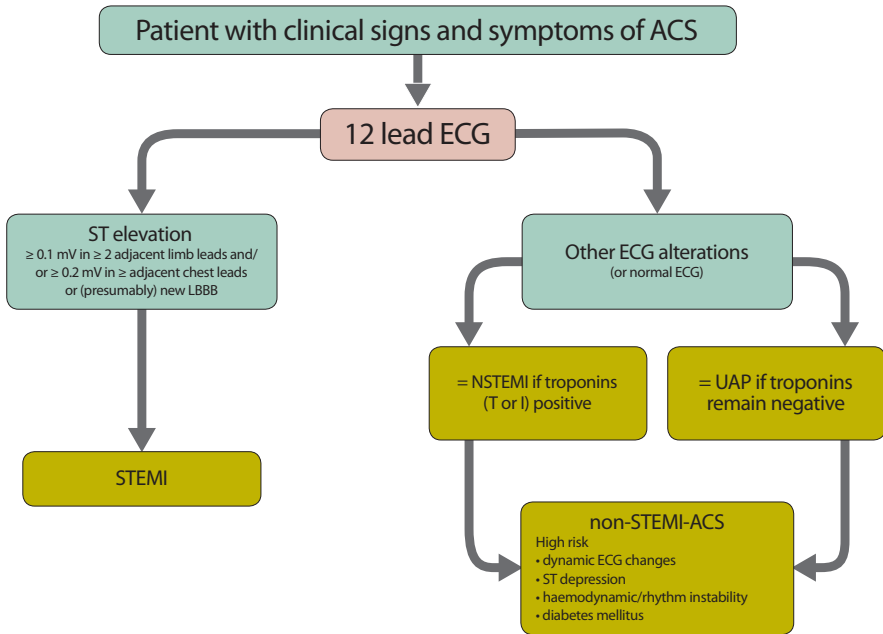 Patient with clinical signs and symptoms of ACS
12 lead ECG
ST elevation
≥ 0.1 mV in ≥ 2 adjacent limb leads and/
or ≥ 0.2 mV in ≥ adjacent chest leads
or (presumably) new LBBB
Other ECG alterations
(or normal ECG)
= NSTEMI if troponins
(T or I) positive
= UAP if troponins
remain negative
STEMI
non-STEMI-ACS
High risk
• dynamic ECG changes
• ST depression
• haemodynamic/rhythm instability
• diabetes mellitus